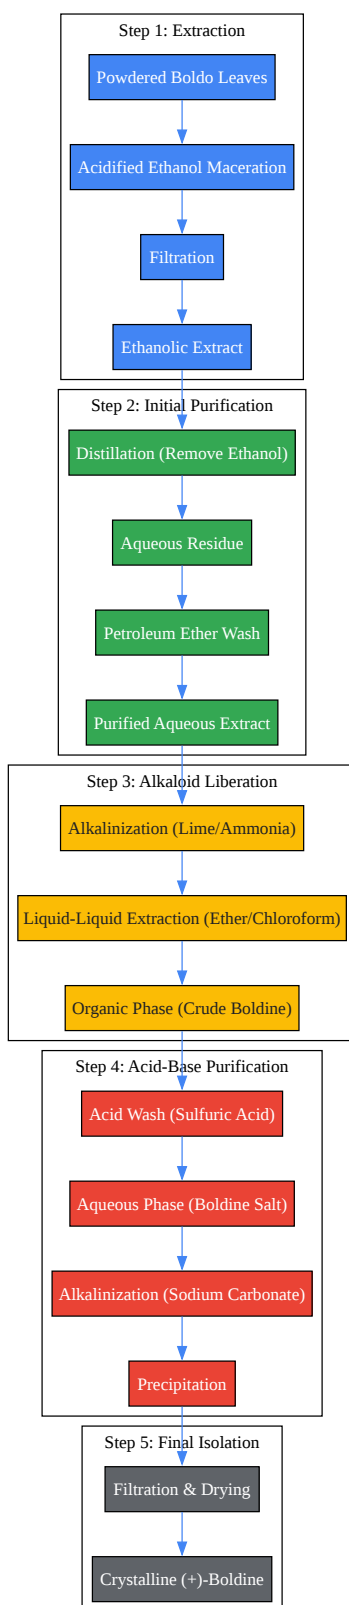 Step 1: Extraction
Powdered Boldo Leaves
Acidified Ethanol Maceration
Filtration
Ethanolic Extract
Step 2: Initial Purification
Distillation (Remove Ethanol)
Aqueous Residue
Petroleum Ether Wash
Purified Aqueous Extract
Step 3: Alkaloid Liberation
Alkalinization (Lime/Ammonia)
Liquid-Liquid Extraction (Ether/Chloroform)
Organic Phase (Crude Boldine)
Step 4: Acid-Base Purification
Acid Wash (Sulfuric Acid)
Aqueous Phase (Boldine Salt)
Alkalinization (Sodium Carbonate)
Precipitation
Step 5: Final Isolation
Filtration & Drying
Crystalline (+)-Boldine